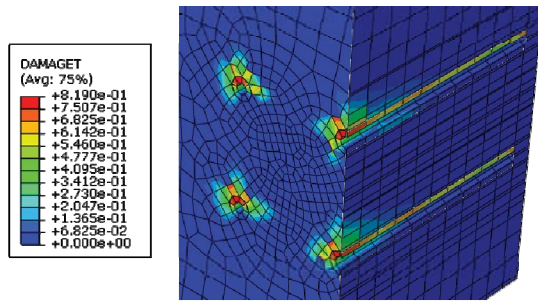 DAMAGET
(Avg: 75%)
+8.190e-01
+7.507e-01
+6.825e-01
+6.142e-01
+5.460e-01
+4.777e-01
+4.095e-01
+3.412e-01
+2.730e-01
+2.047e-01
+1.365e-01
+6.825e-02
+0.000e+00